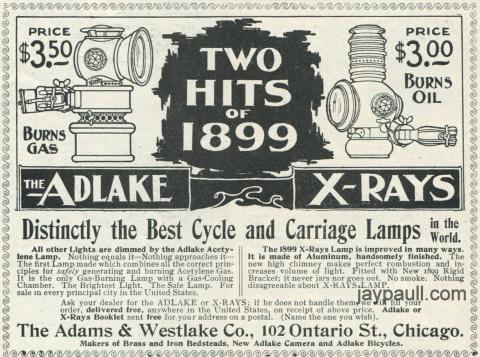 PRICE
$3.50
BURNS
GAS
TWO
HITS
OF
1899
PRICE
$3.00
BURNS
OIL
THE ADLAKE
X-RAYS
Distinctly the Best Cycle and Carriage Lamps in the World.
All other Lights are dimmed by the Adlake Acety-
lene Lamp. Nothing equals it—Nothing approaches it—
The first Lamp made which combines all the correct prin-
ciples for safely generating and burning Acetylene Gas.
It is the only Gas-Burning Lamp with a Gas-Cooling
Chamber. The Brightest Light. The Safe Lamp. For
sale in every principal city in the United States.
The 1899 X-Rays Lamp is improved in many ways.
It is made of Aluminum, handsomely finished. The
new high chimney makes perfect combustion and in-
creases volume of light. Fitted with New 1899 Rigid
Bracket; it never jars nor goes out. No smoke. Nothing
disagreeable about X-RAYS LAMP.
jaypaull.com
Ask your dealer for the ADLAKE or X-RAYS; if he does not handle them we will fill your
order, delivered free, anywhere in the United States, on receipt of above price. Adlake or
X-Rays Booklet sent free for your address on a postal. (Name the one you wish).
The Adams & Westlake Co., 102 Ontario St., Chicago.
Makers of Brass and Iron Bedsteads, New Adlake Camera and Adlake Bicycles.